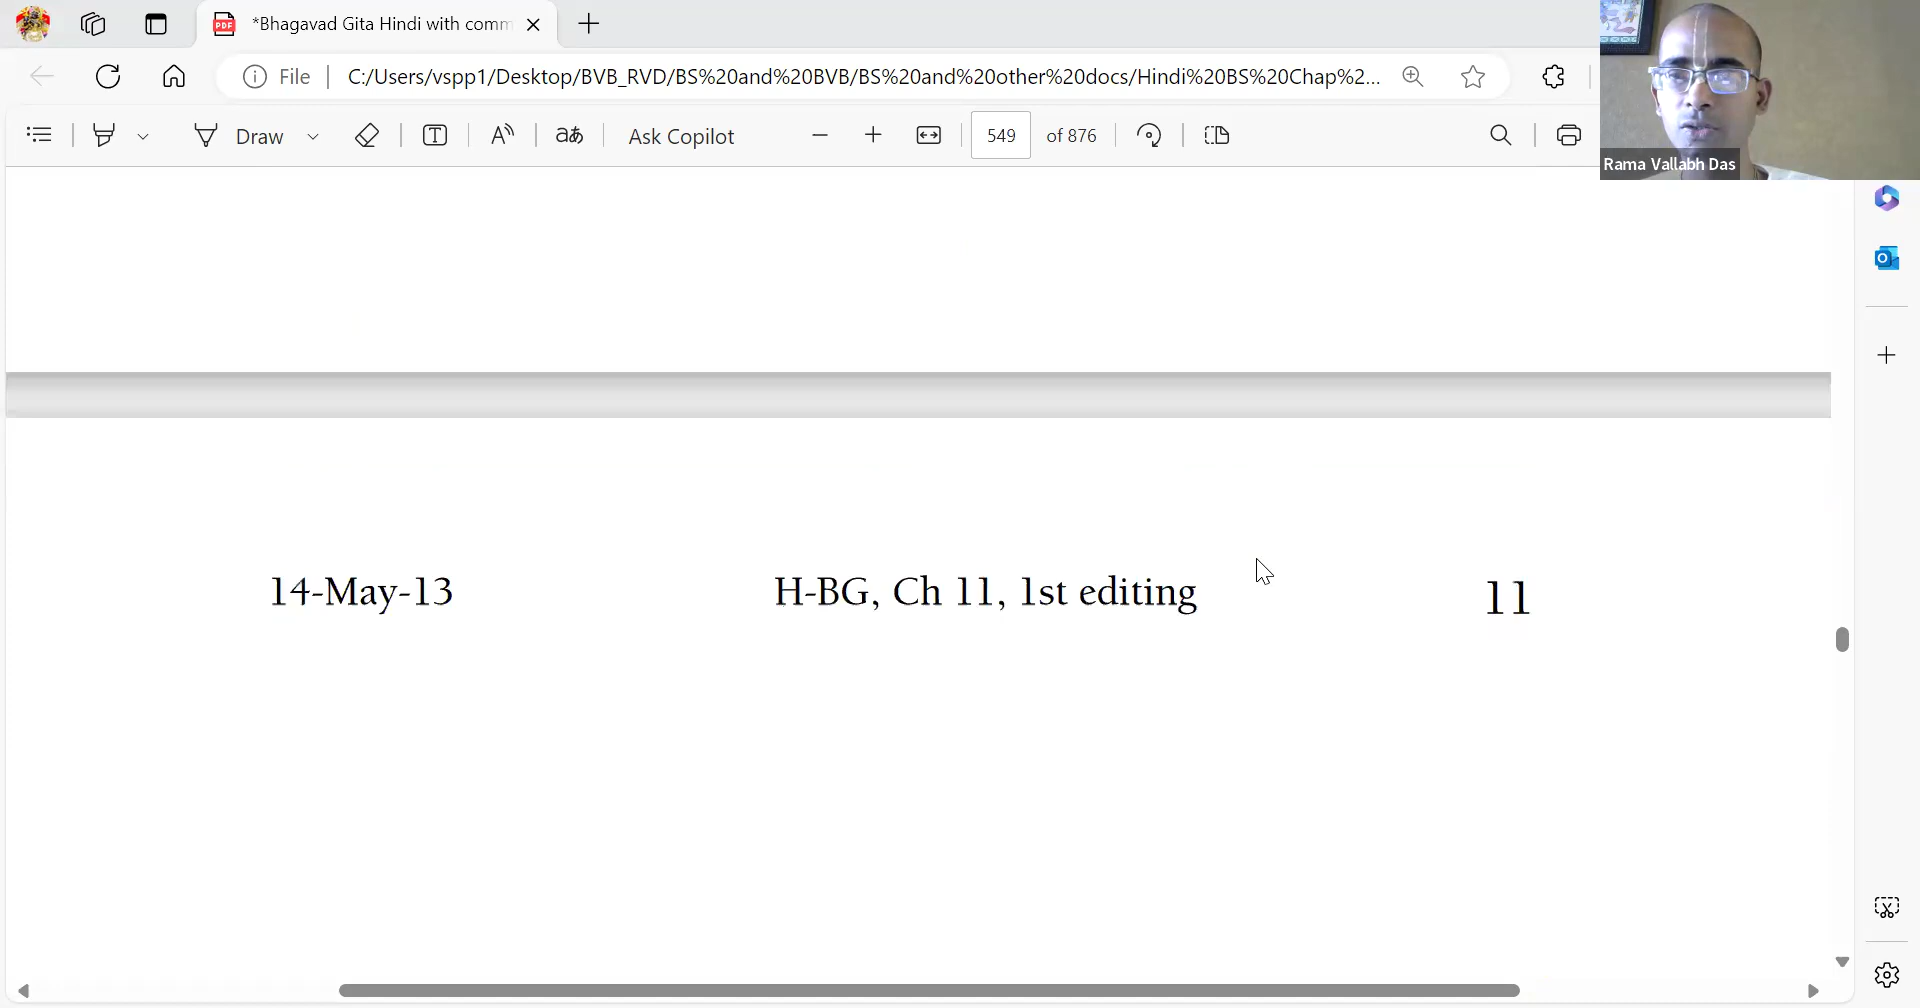 *Bhagavad Gita Hindi with comm
File
C:/Users/vspp1/Desktop/BVB_RVD/BS%20and%20BVB/BS%20and%20other%20docs/Hindi%20BS%20Chap%2...
Draw
Ask Copilot
549 of 876
Rama Vallabh Das
14-May-13 H-BG, Ch 11, 1st editing 11